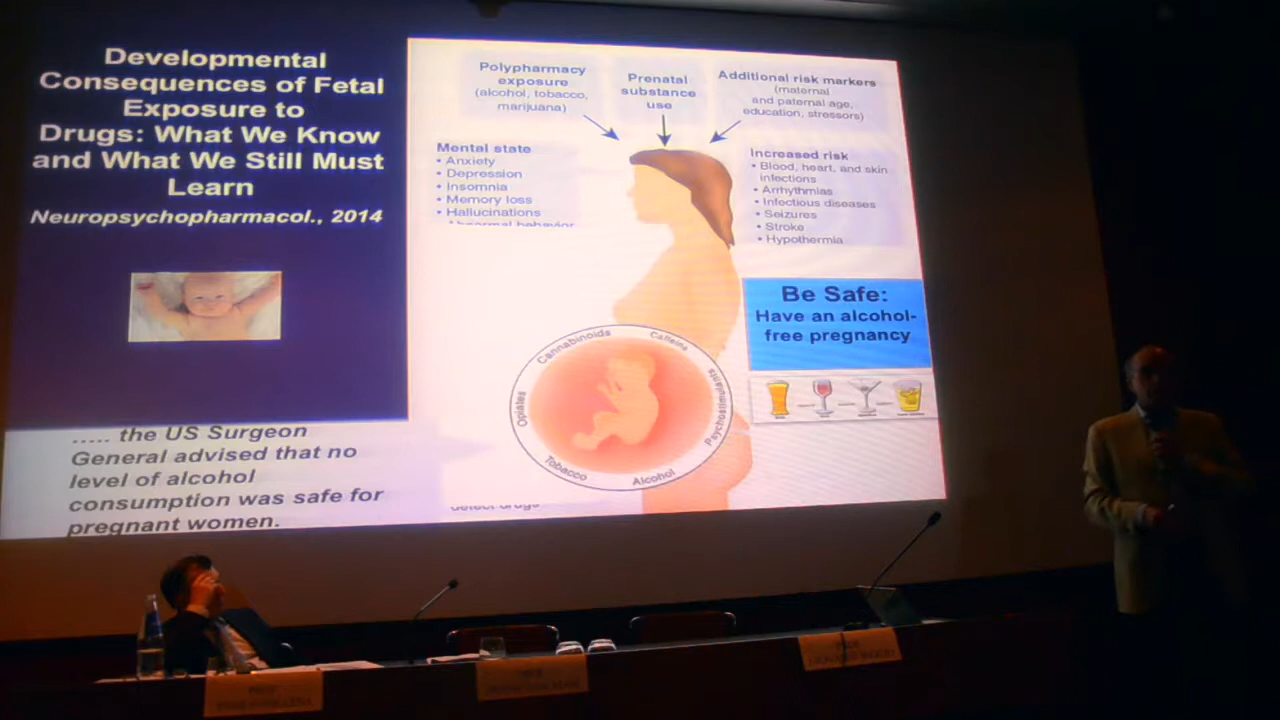 Developmental
Consequences of Fetal
Exposure to
Drugs: What We Know
and What We Still Must
Learn
Neuropsychopharmacol., 2014
..... the US Surgeon
General advised that no
level of alcohol
consumption was safe for
pregnant women.
Polypharmacy
exposure
(alcohol, tobacco,
marijuana)
Prenatal
substance
use
Additional risk markers
(maternal
and paternal age,
education, stressors)
Mental state
• Anxiety
• Depression
• Insomnia
• Memory loss
• Hallucinations
Abnormal behavior
Increased risk
• Blood, heart, and skin
infections
• Arrhythmias
• Infectious diseases
• Seizures
• Stroke
• Hypothermia
Be Safe:
Have an alcohol-
free pregnancy
Cannabinoids
Caffeine
Opiates
Psychostimulants
Tobacco
Alcohol
detect drugs